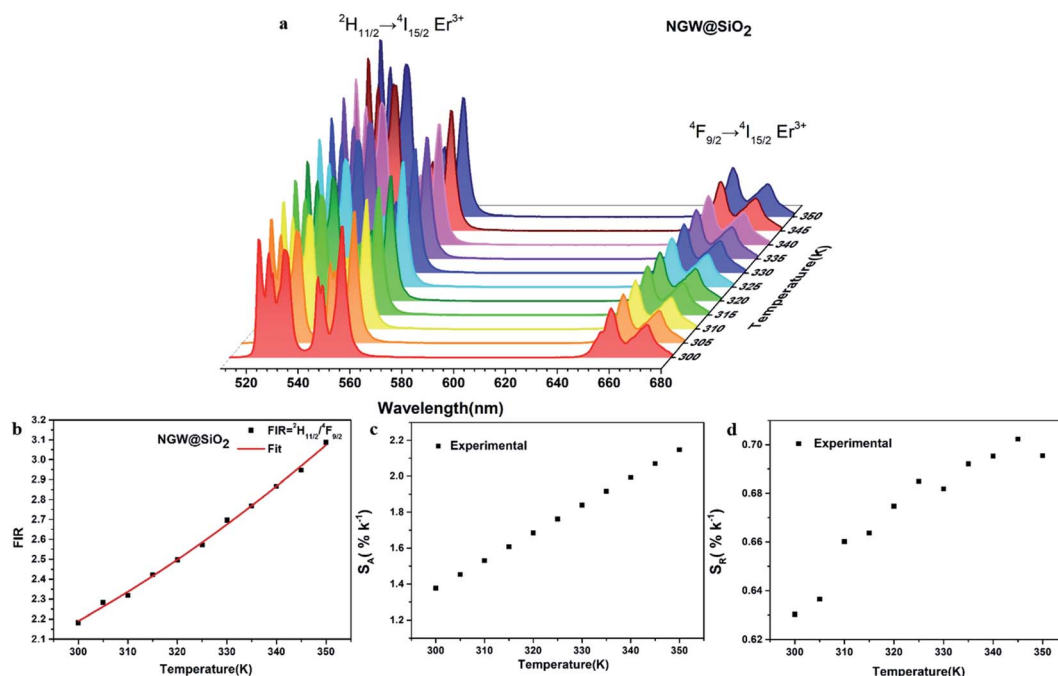 a
²H₁₁/₂→⁴I₁₅/₂ Er³⁺
NGW@SiO₂
⁴F₉/₂→⁴I₁₅/₂ Er³⁺
350
345
340
335
330
325
320
315
310
305
300
Temperature(K)
520 540 560 580 600 640 660 680
Wavelength(nm)
b
NGW@SiO₂
FIR=²H₁₁/₂/⁴F₉/₂
Fit
3.2
3.1
3.0
2.9
2.8
2.7
2.6
2.5
2.4
2.3
2.2
2.1
FIR
300 310 320 330 340 350
Temperature(K)
c
Experimental
2.2
2.0
1.8
1.6
1.4
1.2
S_A( % k⁻¹)
300 310 320 330 340 350
Temperature(K)
d
Experimental
0.70
0.68
0.66
0.64
0.62
S_R( % k⁻¹)
300 310 320 330 340 350
Temperature(K)